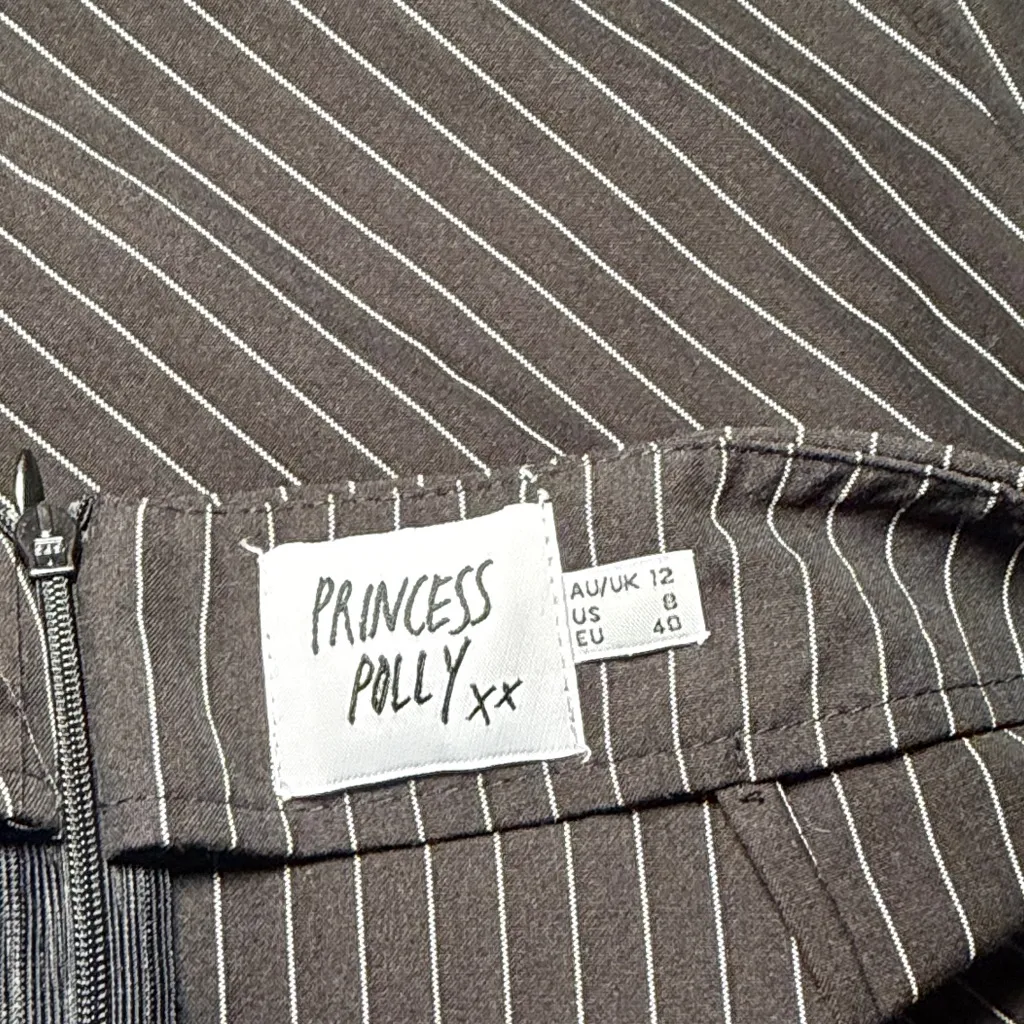 PRINCESS
POLLY xx
AU/UK 12
US 8
EU 40